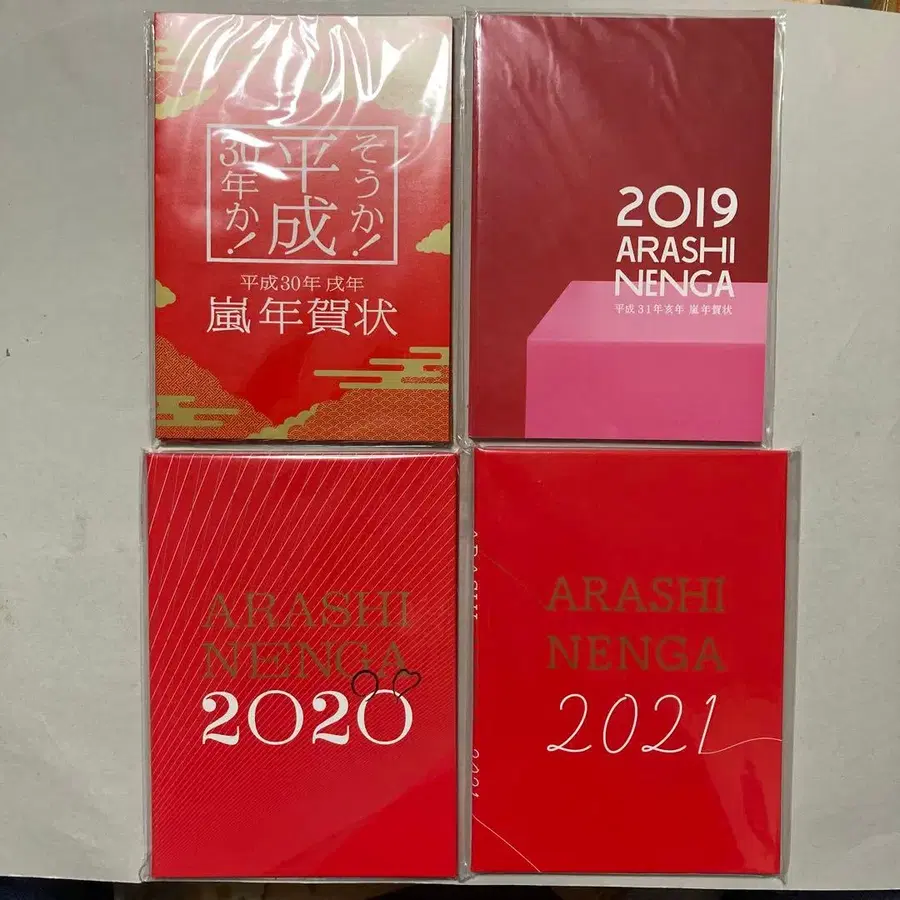 そうか!
平成
30年か!
平成30年 戌年
嵐年賀状
2019
ARASHI
NENGA
平成31年亥年 嵐年賀状
ARASHI
NENGA
2020
ARASHI
2021
ARASHI
NENGA
2021